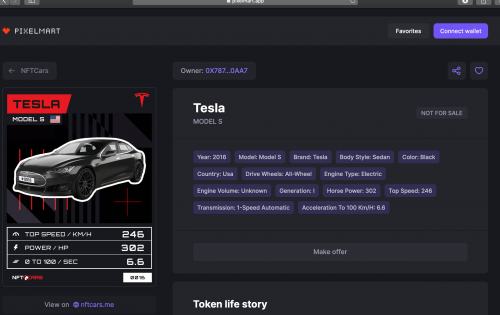 pixelmart.app
PIXELMART
Favorites
Connect wallet
NFTCars
Owner: 0X787...0AA7
TESLA
MODEL S
TOP SPEED / KM/H 246
POWER / HP 302
0 TO 100 / SEC 6.6
NFT CARS 0015
View on nftcars.me
Tesla
MODEL S
NOT FOR SALE
Year: 2016 Model: Model S Brand: Tesla Body Style: Sedan Color: Black
Country: Usa Drive Wheels: All-Wheel Engine Type: Electric
Engine Volume: Unknown Generation: I Horse Power: 302 Top Speed: 246
Transmission: 1-Speed Automatic Acceleration To 100 Km/H: 6.6
Make offer
Token life story